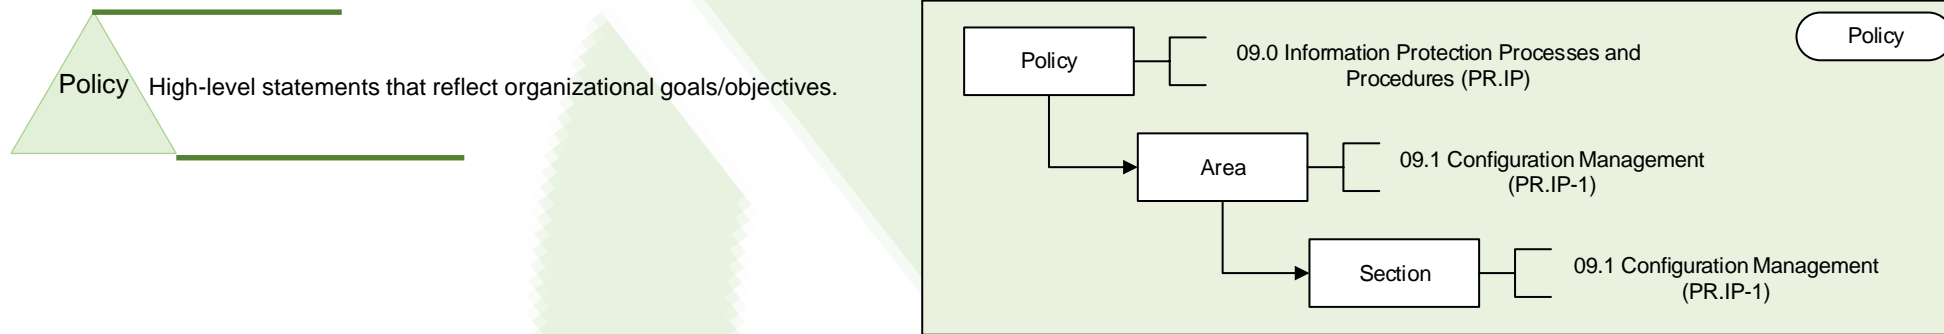 Policy
High-level statements that reflect organizational goals/objectives.
Policy
Policy
09.0 Information Protection Processes and
Procedures (PR.IP)
Area
09.1 Configuration Management
(PR.IP-1)
Section
09.1 Configuration Management
(PR.IP-1)